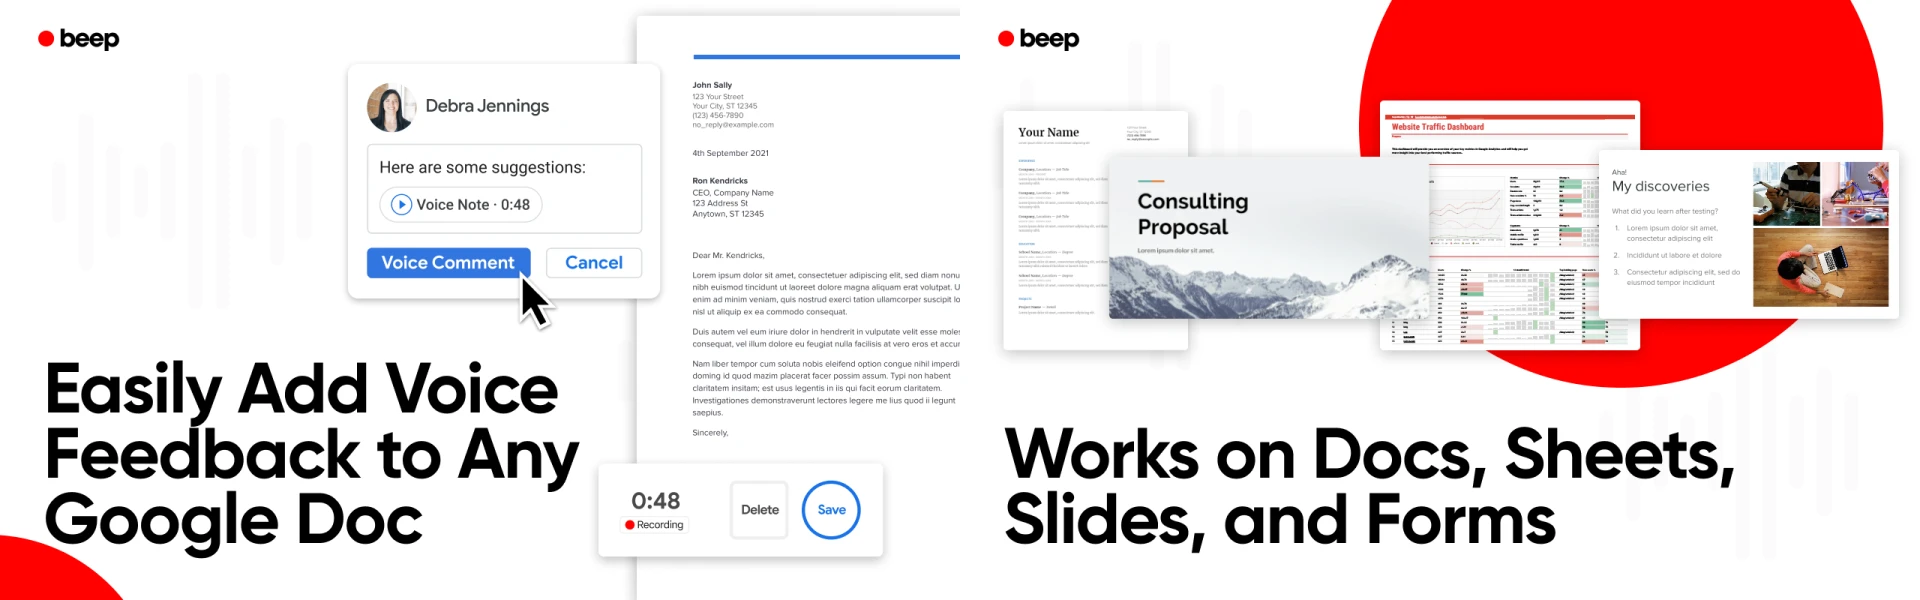 beep
Debra Jennings
Here are some suggestions:
Voice Note · 0:48
Voice Comment
Cancel
Easily Add Voice
Feedback to Any
Google Doc
John Sally
123 Your Street
Your City, ST 12345
(123) 456-7890
no_reply@example.com
4th September 2021
Ron Kendricks
CEO, Company Name
123 Address St
Anytown, ST 12345
Dear Mr. Kendricks,
Lorem ipsum dolor sit amet, consectetuer adipiscing elit, sed diam nonu
nibh euismod tincidunt ut laoreet dolore magna aliquam erat volutpat. U
enim ad minim veniam, quis nostrud exerci tation ullamcorper suscipit lo
nisl ut aliquip ex ea commodo consequat.
Duis autem vel eum iriure dolor in hendrerit in vulputate velit esse moles
consequat, vel illum dolore eu feugiat nulla facilisis at vero eros et accur
Nam liber tempor cum soluta nobis eleifend option congue nihil imperdi
doming id quod mazim placerat facer possim assum. Typi non habent
claritatem insitam; est usus legentis in iis qui facit eorum claritatem.
Investigationes demonstraverunt lectores legere me lius quod ii legunt
saepius.
Sincerely,
0:48
Recording
Delete
Save
beep
Your Name
Consulting
Proposal
Lorem ipsum dolor sit amet.
Website Traffic Dashboard
Aha!
My discoveries
What did you learn after testing?
1. Lorem ipsum dolor sit amet,
consectetur adipiscing elit
2. Incididunt ut labore et dolore
3. Consectetur adipiscing elit, sed do
eiusmod tempor incididunt
Works on Docs, Sheets,
Slides, and Forms